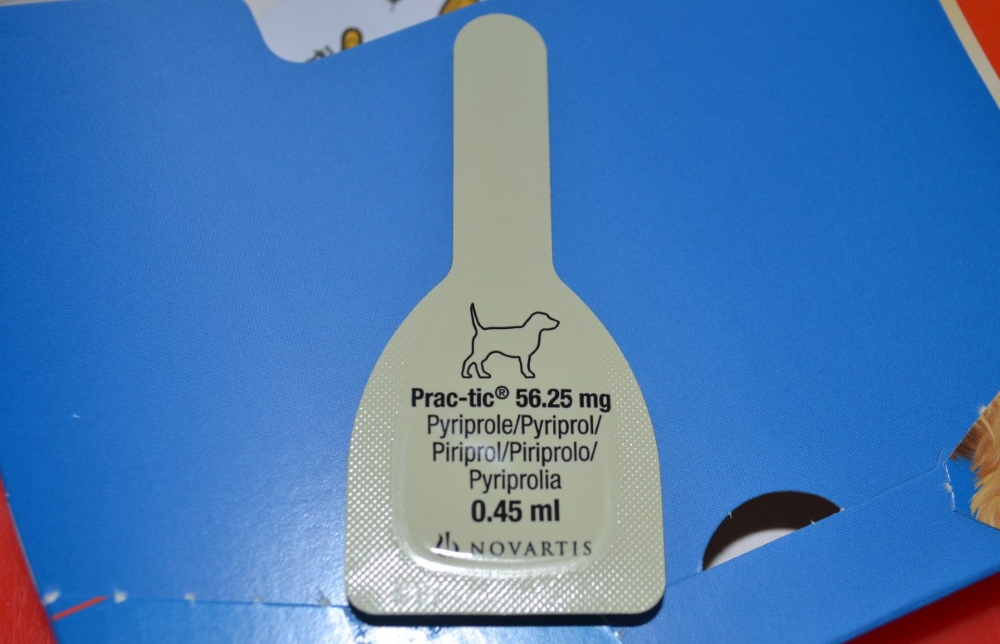 Prac-tic® 56.25 mg
Pyriprole/Pyriprol/
Piriprol/Piriprolo/
Pyriprolia
0.45 ml
NOVARTIS